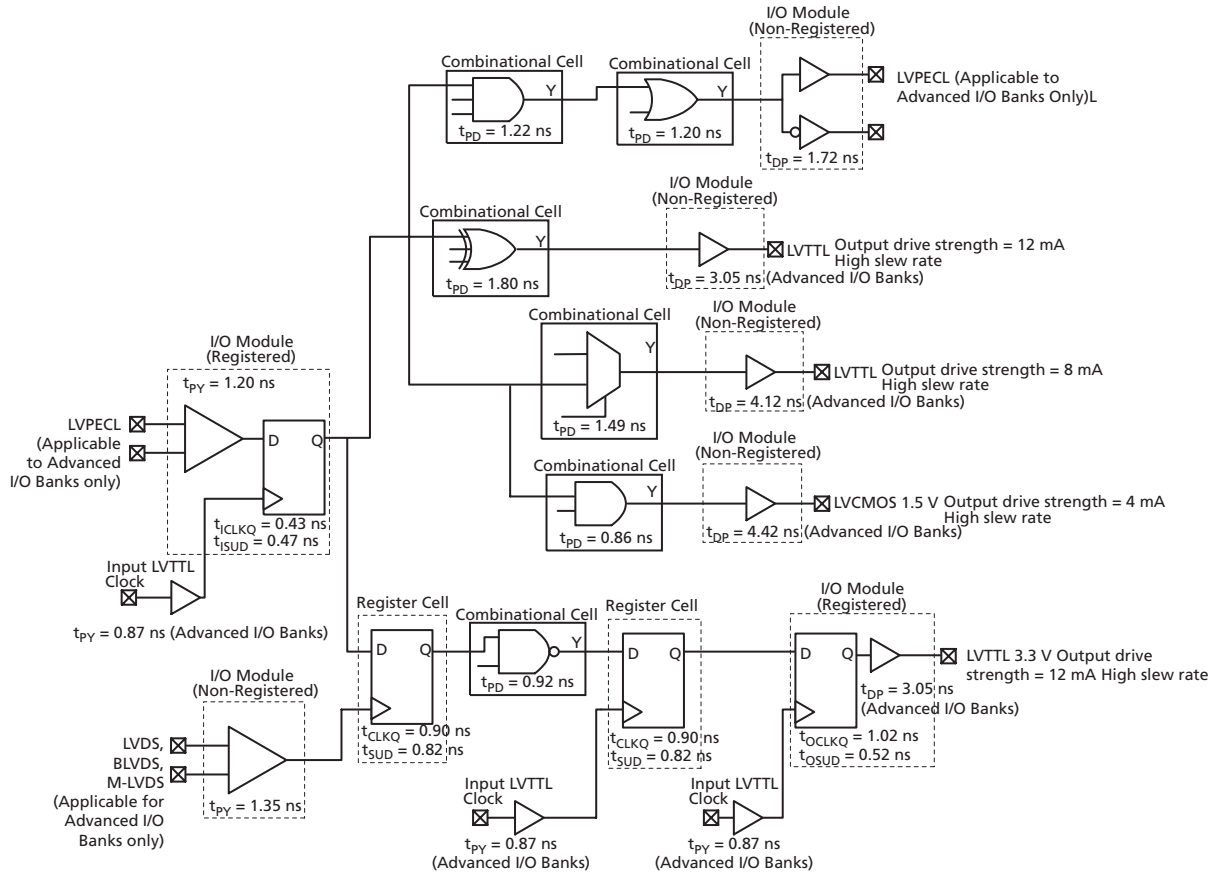 I/O Module
(Non-Registered)
Combinational Cell
Y
tPD = 1.22 ns
Combinational Cell
Y
tPD = 1.20 ns
tDP = 1.72 ns
LVPECL (Applicable to
Advanced I/O Banks Only)L
Combinational Cell
Y
tPD = 1.80 ns
I/O Module
(Non-Registered)
tDP = 3.05 ns (Advanced I/O Banks)
LVTTL Output drive strength = 12 mA
High slew rate
Combinational Cell
Y
tPD = 1.49 ns
I/O Module
(Non-Registered)
tDP = 4.12 ns (Advanced I/O Banks)
LVTTL Output drive strength = 8 mA
High slew rate
Combinational Cell
Y
tPD = 0.86 ns
I/O Module
(Non-Registered)
tDP = 4.42 ns (Advanced I/O Banks)
LVCMOS 1.5 V Output drive strength = 4 mA
High slew rate
I/O Module
(Registered)
tPY = 1.20 ns
LVPECL
(Applicable
to Advanced
I/O Banks only)
D
Q
tICLKQ = 0.43 ns
tISUD = 0.47 ns
Input LVTTL
Clock
tPY = 0.87 ns (Advanced I/O Banks)
I/O Module
(Non-Registered)
LVDS,
BLVDS,
M-LVDS
(Applicable for
Advanced I/O
Banks only)
tPY = 1.35 ns
Register Cell
D
Q
tCLKQ = 0.90 ns
tSUD = 0.82 ns
Combinational Cell
Y
tPD = 0.92 ns
Register Cell
D
Q
tCLKQ = 0.90 ns
tSUD = 0.82 ns
Input LVTTL
Clock
tPY = 0.87 ns
(Advanced I/O Banks)
I/O Module
(Registered)
D
Q
tDP = 3.05 ns
(Advanced I/O Banks)
tOCLKQ = 1.02 ns
tOSUD = 0.52 ns
LVTTL 3.3 V Output drive
strength = 12 mA High slew rate
Input LVTTL
Clock
tPY = 0.87 ns
(Advanced I/O Banks)